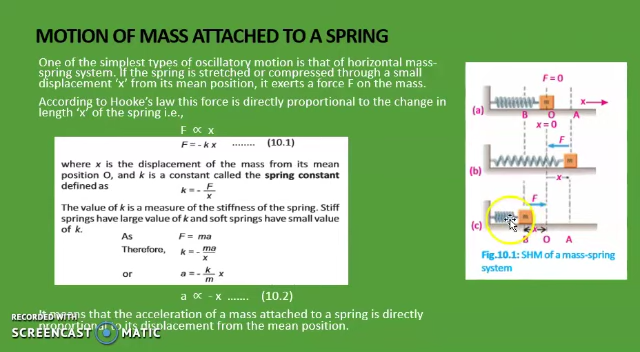 MOTION OF MASS ATTACHED TO A SPRING
One of the simplest types of oscillatory motion is that of horizontal mass-
spring system. If the spring is stretched or compressed through a small
displacement ‘x’ from its mean position, it exerts a force F on the mass.
According to Hooke’s law this force is directly proportional to the change in
length ‘x’ of the spring i.e.,
F ∝ x
F = - k x ........ (10.1)
where x is the displacement of the mass from its mean
position O, and k is a constant called the spring constant
defined as
k = - F/x
The value of k is a measure of the stiffness of the spring. Stiff
springs have large value of k and soft springs have small value
of k.
As F = ma
Therefore, k = - ma/x
or a = - k/m x
a ∝ -x ....... (10.2)
It means that the acceleration of a mass attached to a spring is directly
proportional to its displacement from the mean position.
F = 0
m
x
(a)
B O A
x = 0
F
m
(b)
x
F
m
(c)
x
B O A
Fig.10.1: SHM of a mass-spring
system
RECORDED WITH
SCREENCAST MATIC